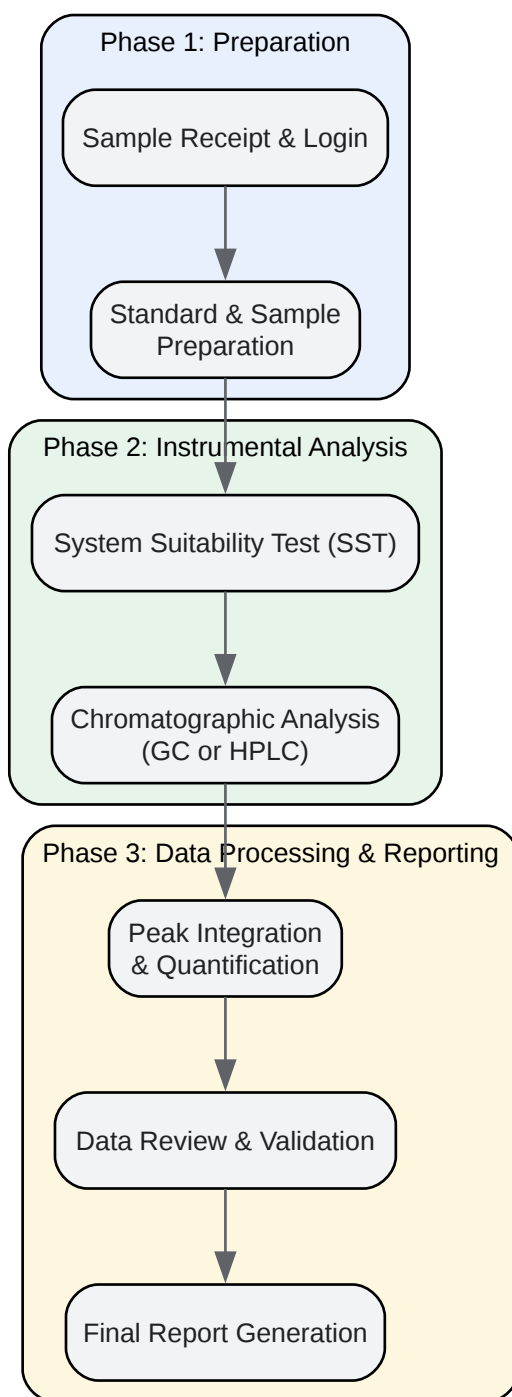 Phase 1: Preparation
Sample Receipt & Login
Standard & Sample
Preparation
Phase 2: Instrumental Analysis
System Suitability Test (SST)
Chromatographic Analysis
(GC or HPLC)
Phase 3: Data Processing & Reporting
Peak Integration
& Quantification
Data Review & Validation
Final Report Generation